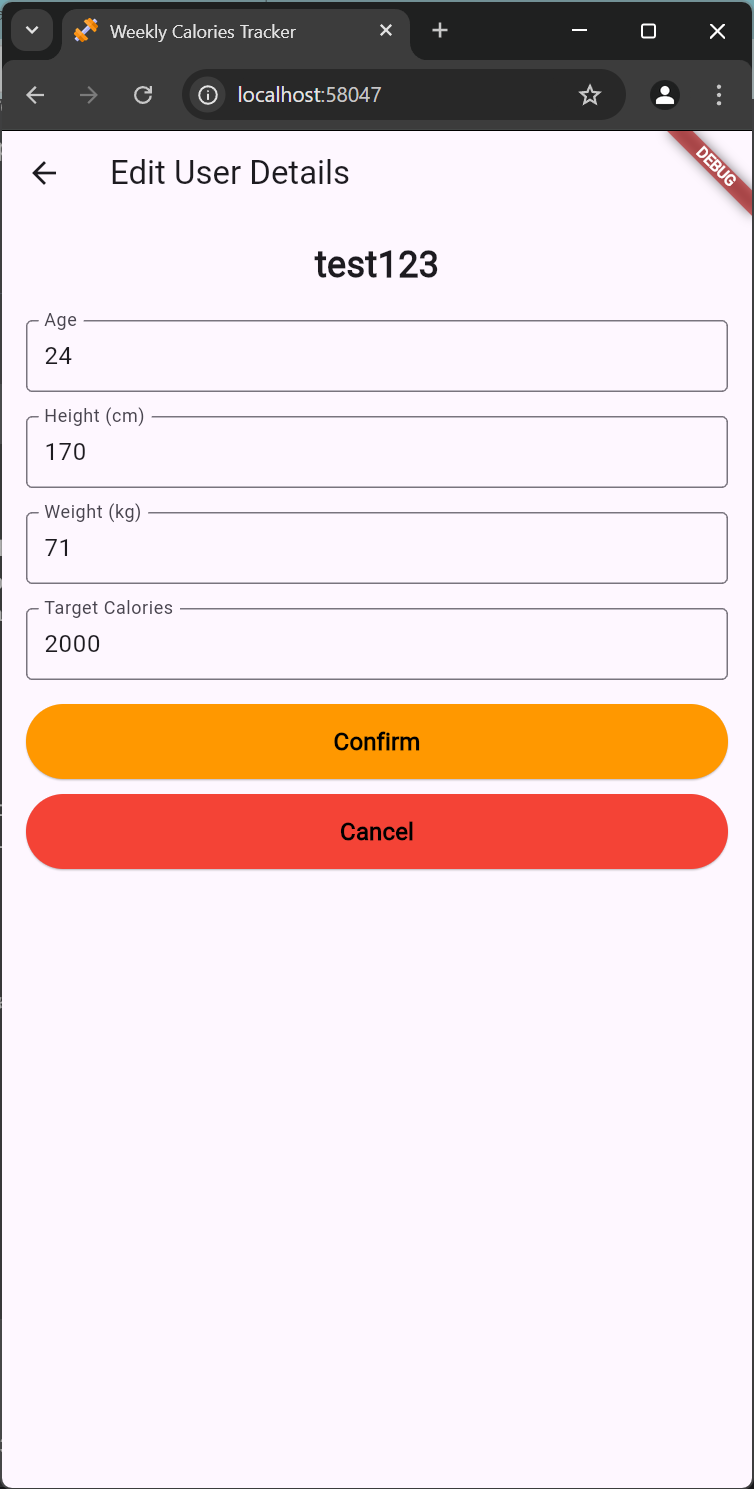 Weekly Calories Tracker
localhost:58047
Edit User Details
DEBUG
test123
Age
24
Height (cm)
170
Weight (kg)
71
Target Calories
2000
Confirm
Cancel